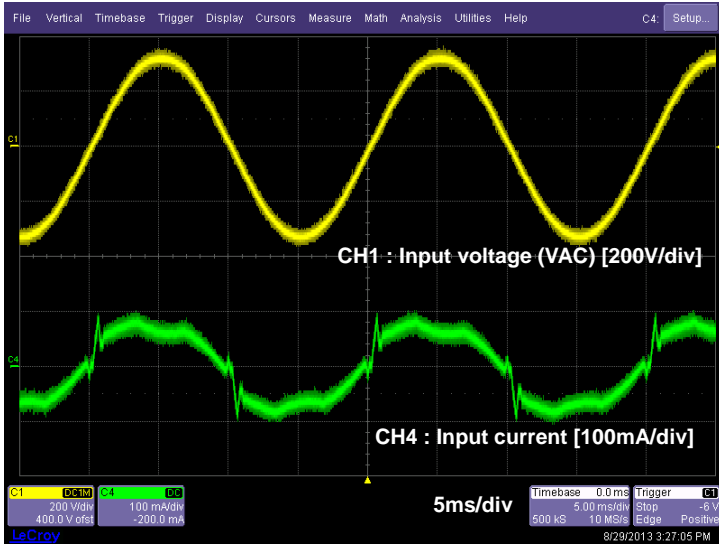 File Vertical Timebase Trigger Display Cursors Measure Math Analysis Utilities Help C4: Setup...
C1
CH1 : Input voltage (VAC) [200V/div]
C4
CH4 : Input current [100mA/div]
5ms/div
C1 DC1M
200 V/div
400.0 V ofst
C4 DC
100 mA/div
-200.0 mA
Timebase 0.0 ms
5.00 ms/div
500 kS 10 MS/s
Trigger C1
Stop -6 V
Edge Positive
LeCroy
8/29/2013 3:27:05 PM